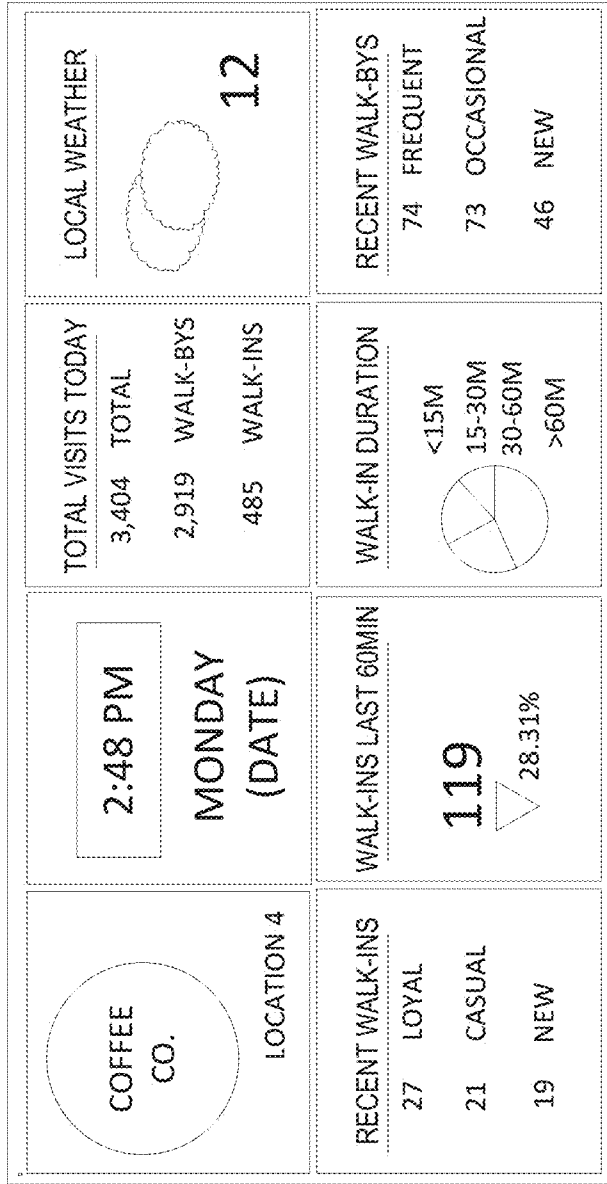 COFFEE
CO.
LOCATION 4
2:48 PM
MONDAY
(DATE)
TOTAL VISITS TODAY
3,404 TOTAL
2,919 WALK-BYS
485 WALK-INS
LOCAL WEATHER
12
RECENT WALK-INS
27 LOYAL
21 CASUAL
19 NEW
WALK-INS LAST 60MIN
119
28.31%
WALK-IN DURATION
<15M
15-30M
30-60M
>60M
RECENT WALK-BYS
74 FREQUENT
73 OCCASIONAL
46 NEW